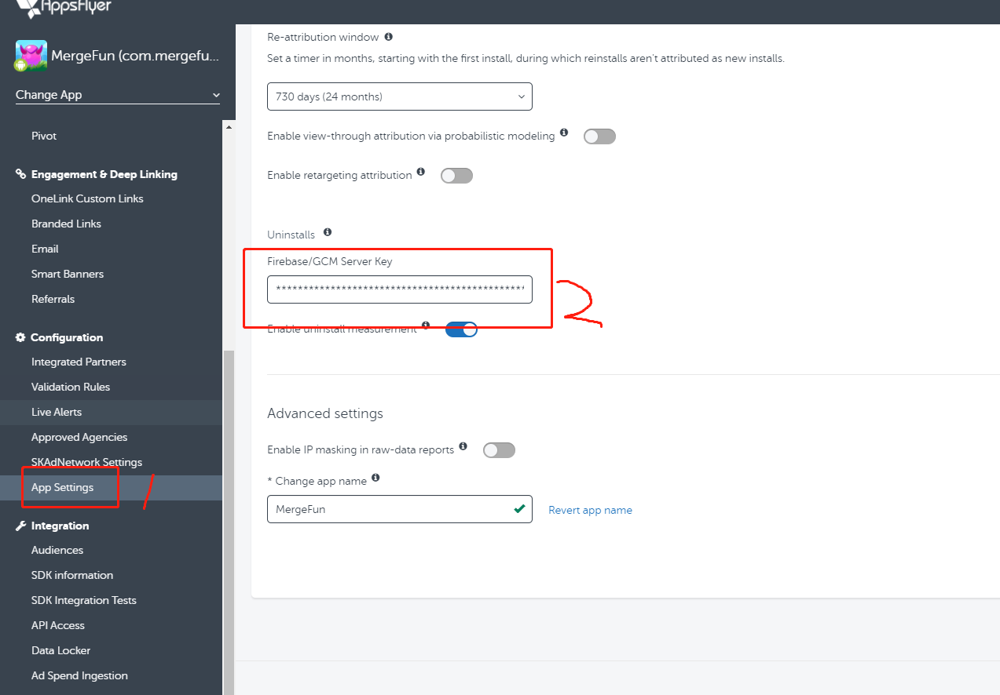 AppsFlyer
MergeFun (com.mergefu...
Change App
Pivot
Engagement & Deep Linking
OneLink Custom Links
Branded Links
Email
Smart Banners
Referrals
Configuration
Integrated Partners
Validation Rules
Live Alerts
Approved Agencies
SKAdNetwork Settings
App Settings
1
Integration
Audiences
SDK information
SDK Integration Tests
API Access
Data Locker
Ad Spend Ingestion
Re-attribution window
Set a timer in months, starting with the first install, during which reinstalls aren't attributed as new installs.
730 days (24 months)
Enable view-through attribution via probabilistic modeling
Enable retargeting attribution
Uninstalls
Firebase/GCM Server Key
**********************************************
2
Enable uninstall measurement
Advanced settings
Enable IP masking in raw-data reports
* Change app name
MergeFun
Revert app name